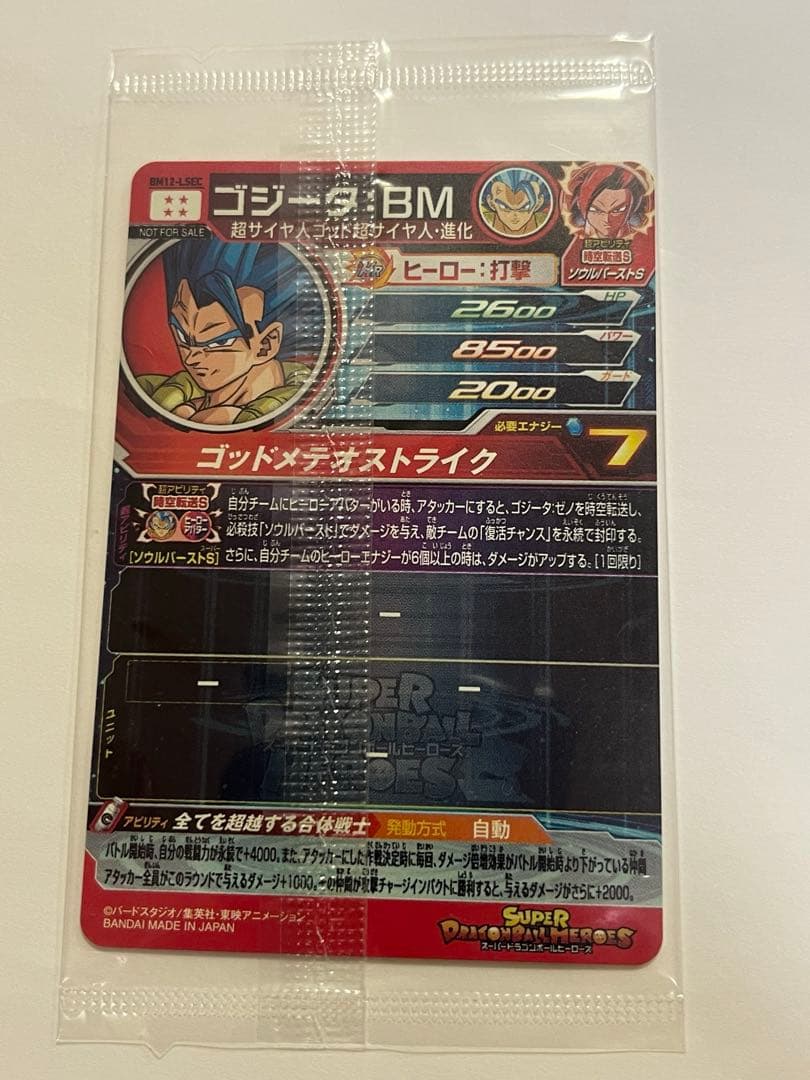 BM12-LSEC
ゴジータ:BM
NOT FOR SALE
超サイヤ人ゴッド超サイヤ人・進化
超アビリティ
時空転送S
ソウルバーストS
ヒーロー:打撃
HP
2600
パワー
8500
ガード
2000
必要エナジー
7
ゴッドメテオストライク
超アビリティ
超アビリティ
時空転送S
ヒーローアバター
[ソウルバーストS]
自分チームにヒーローアバターがいる時、アタッカーにすると、ゴジータ:ゼノを時空転送し、
必殺技「ソウルバースト」でダメージを与え、敵チームの「復活チャンス」を永続で封印する。
さらに、自分チームのヒーローエナジーが6個以上の時は、ダメージがアップする。[1回限り]
ー
ユニット
ー ー
ー
SUPER
DRAGONBALL
スーパードラゴンボールヒーローズ
HEROES
アビリティ 全てを超越する合体戦士 発動方式 自動
バトル開始時、自分の戦闘力が永続で+4000。また、アタッカーにした作戦決定時に毎回、ダメージ倍増効果がバトル開始時より下がっている仲間
アタッカー全員がこのラウンドで与えるダメージ+1000。その仲間が攻撃チャージインパクトに勝利すると、与えるダメージがさらに+2000。
©バードスタジオ/集英社・東映アニメーション
BANDAI MADE IN JAPAN
SUPER
DRAGONBALL HEROES
スーパードラゴンボールヒーローズ